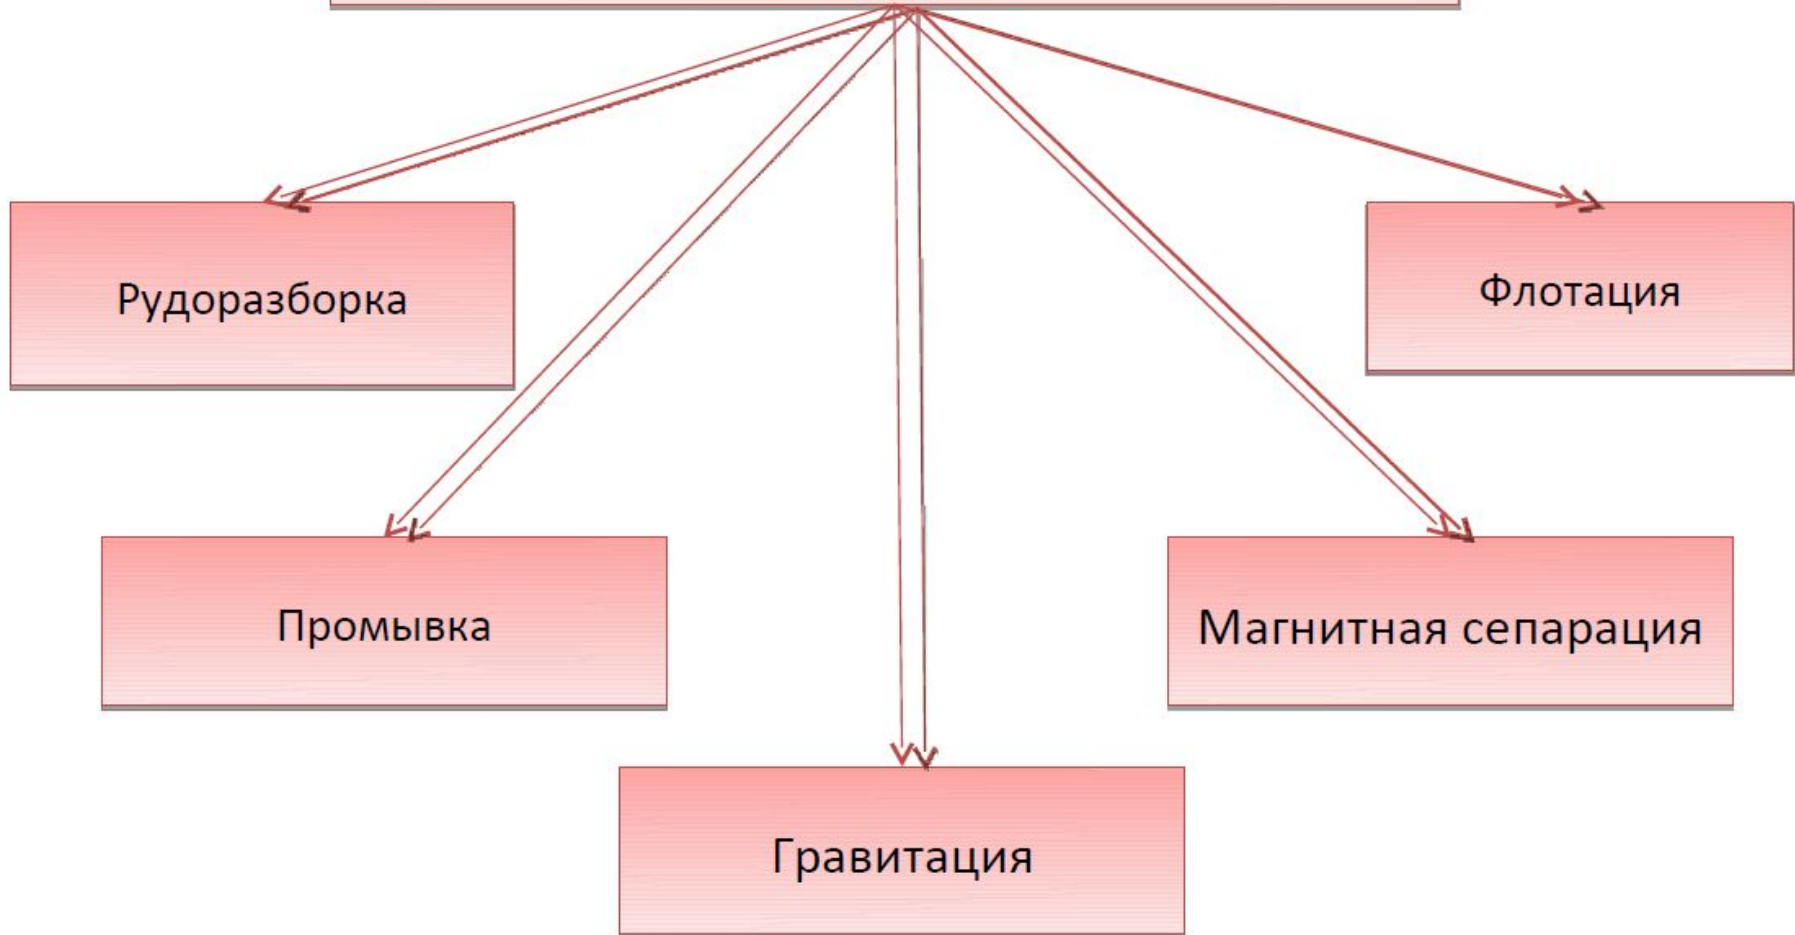 Рудоразборка
Флотация
Промывка
Магнитная сепарация
Гравитация